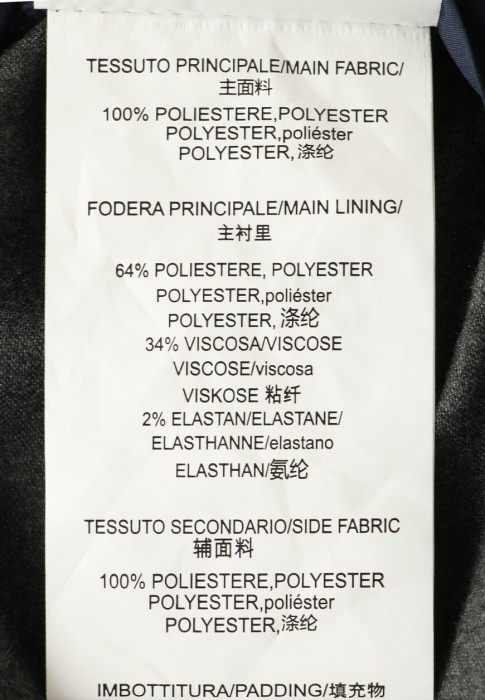 TESSUTO PRINCIPALE/MAIN FABRIC/
主面料
100% POLIESTERE,POLYESTER
POLYESTER,poliéster
POLYESTER,涤纶
FODERA PRINCIPALE/MAIN LINING/
主衬里
64% POLIESTERE, POLYESTER
POLYESTER,poliéster
POLYESTER,涤纶
34% VISCOSA/VISCOSE
VISCOSE/viscosa
VISKOSE 粘纤
2% ELASTAN/ELASTANE/
ELASTHANNE/elastano
ELASTHAN/氨纶
TESSUTO SECONDARIO/SIDE FABRIC
辅面料
100% POLIESTERE,POLYESTER
POLYESTER,poliéster
POLYESTER,涤纶
IMBOTTITURA/PADDING/填充物